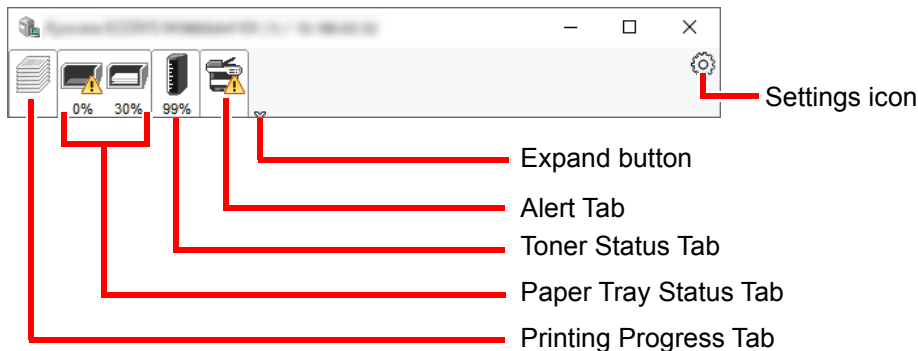 0% 30% 99%
Settings icon
Expand button
Alert Tab
Toner Status Tab
Paper Tray Status Tab
Printing Progress Tab